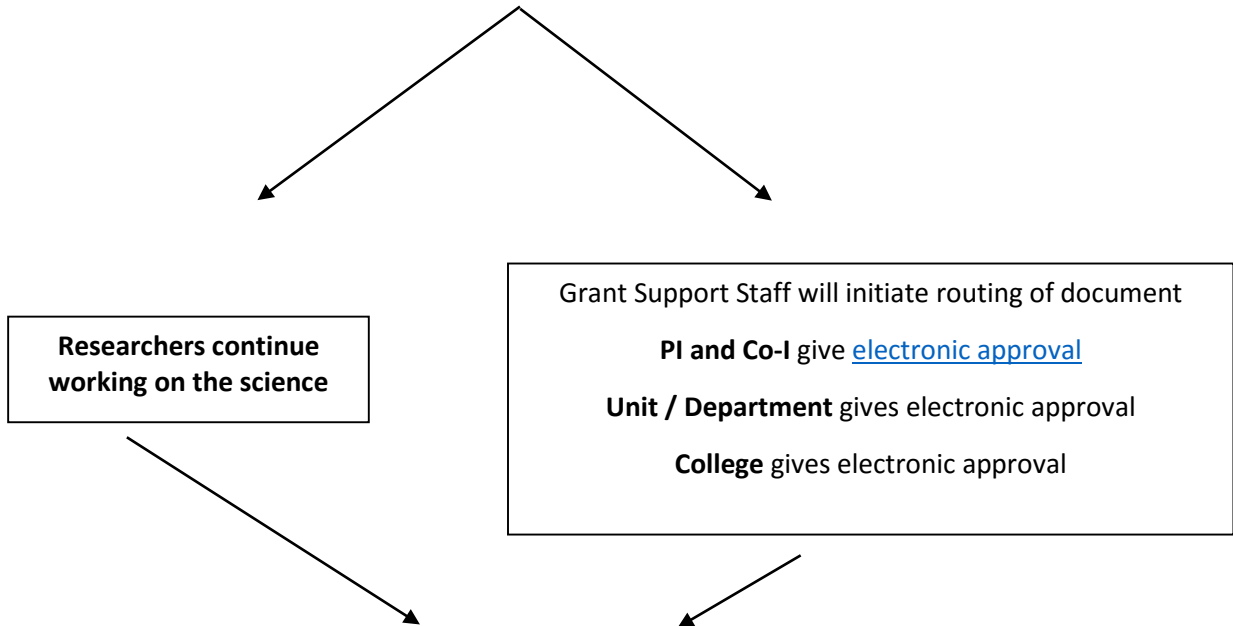 Researchers continue
working on the science
Grant Support Staff will initiate routing of document
PI and Co-I give electronic approval
Unit / Department gives electronic approval
College gives electronic approval